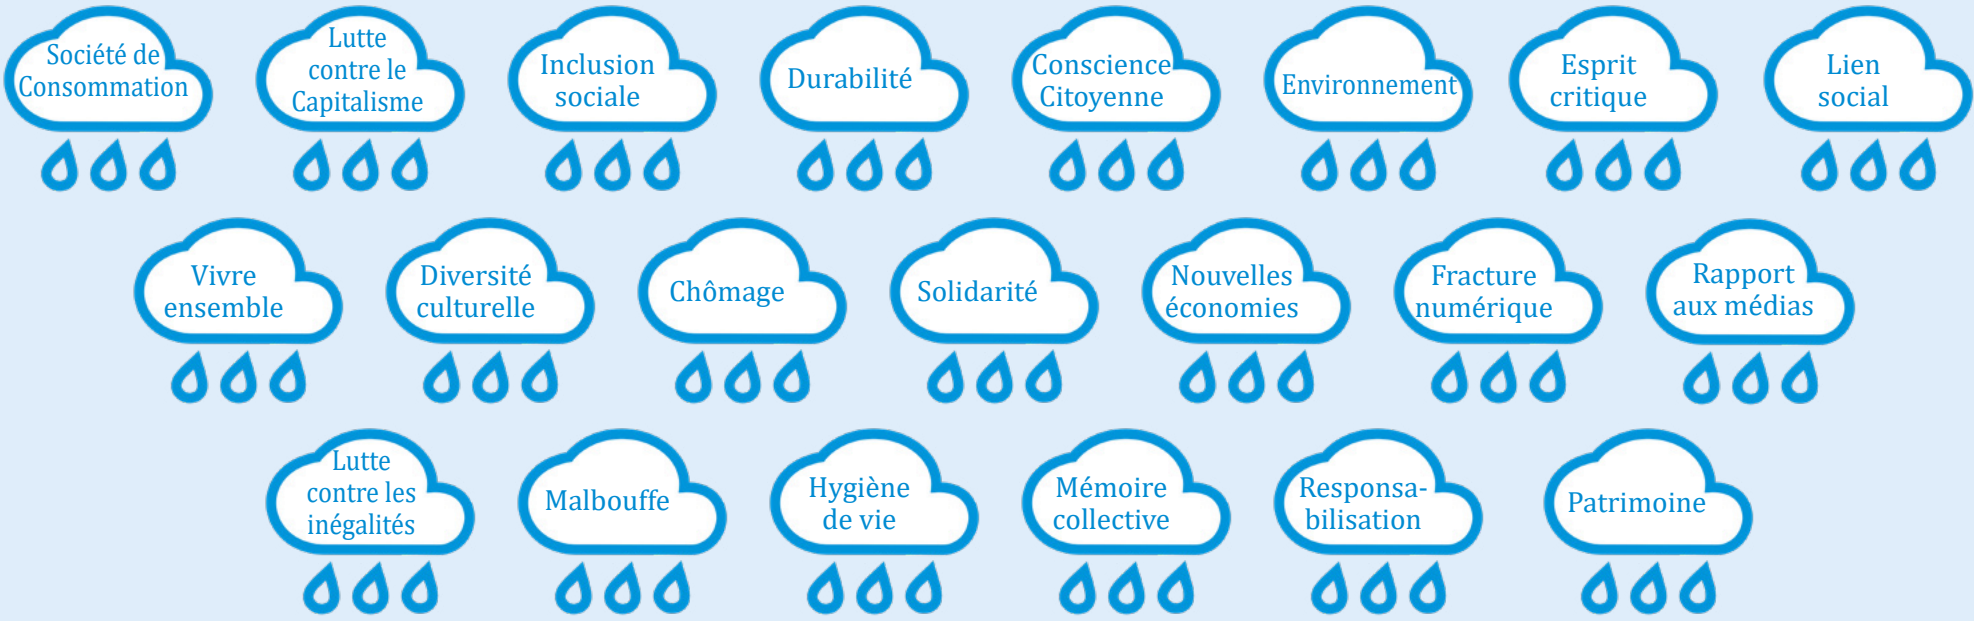 Société de
Consommation
Lutte
contre le
Capitalisme
Inclusion
sociale
Durabilité
Conscience
Citoyenne
Environnement
Esprit
critique
Lien
social
Vivre
ensemble
Diversité
culturelle
Chômage
Solidarité
Nouvelles
économies
Fracture
numérique
Rapport
aux médias
Lutte
contre les
inégalités
Malbouffe
Hygiène
de vie
Mémoire
collective
Responsa-
bilisation
Patrimoine